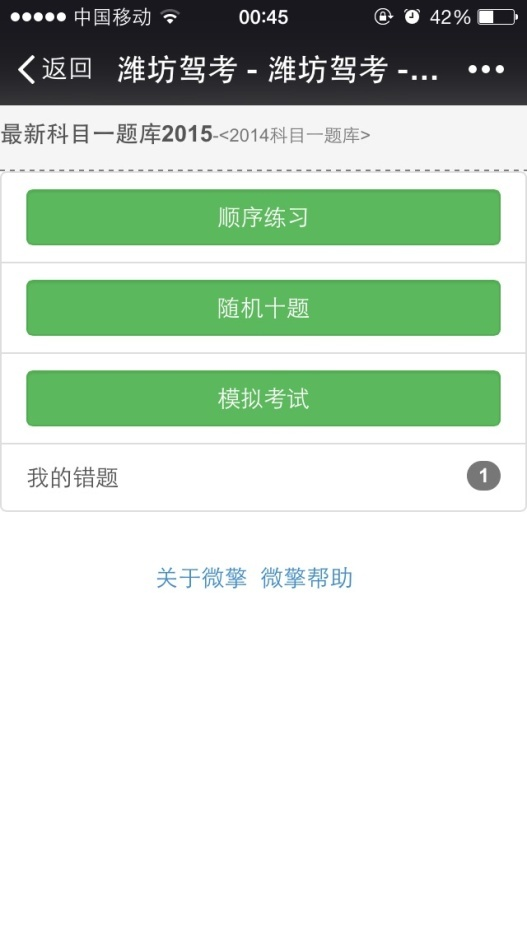 中国移动 00:45 42%
返回 潍坊驾考 - 潍坊驾考 -...
最新科目一题库2015-<2014科目一题库>
顺序练习
随机十题
模拟考试
我的错题 1
关于微擎 微擎帮助